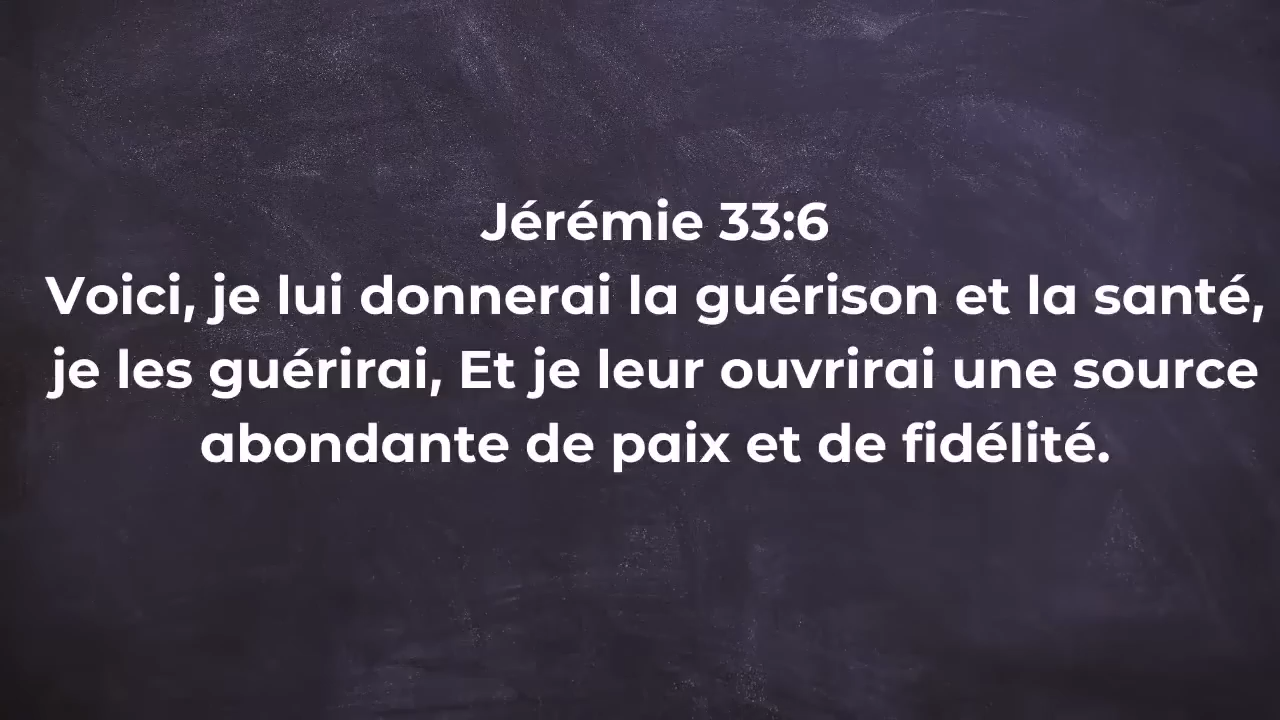 Jérémie 33:6
Voici, je lui donnerai la guérison et la santé,
je les guérirai, Et je leur ouvrirai une source
abondante de paix et de fidélité.